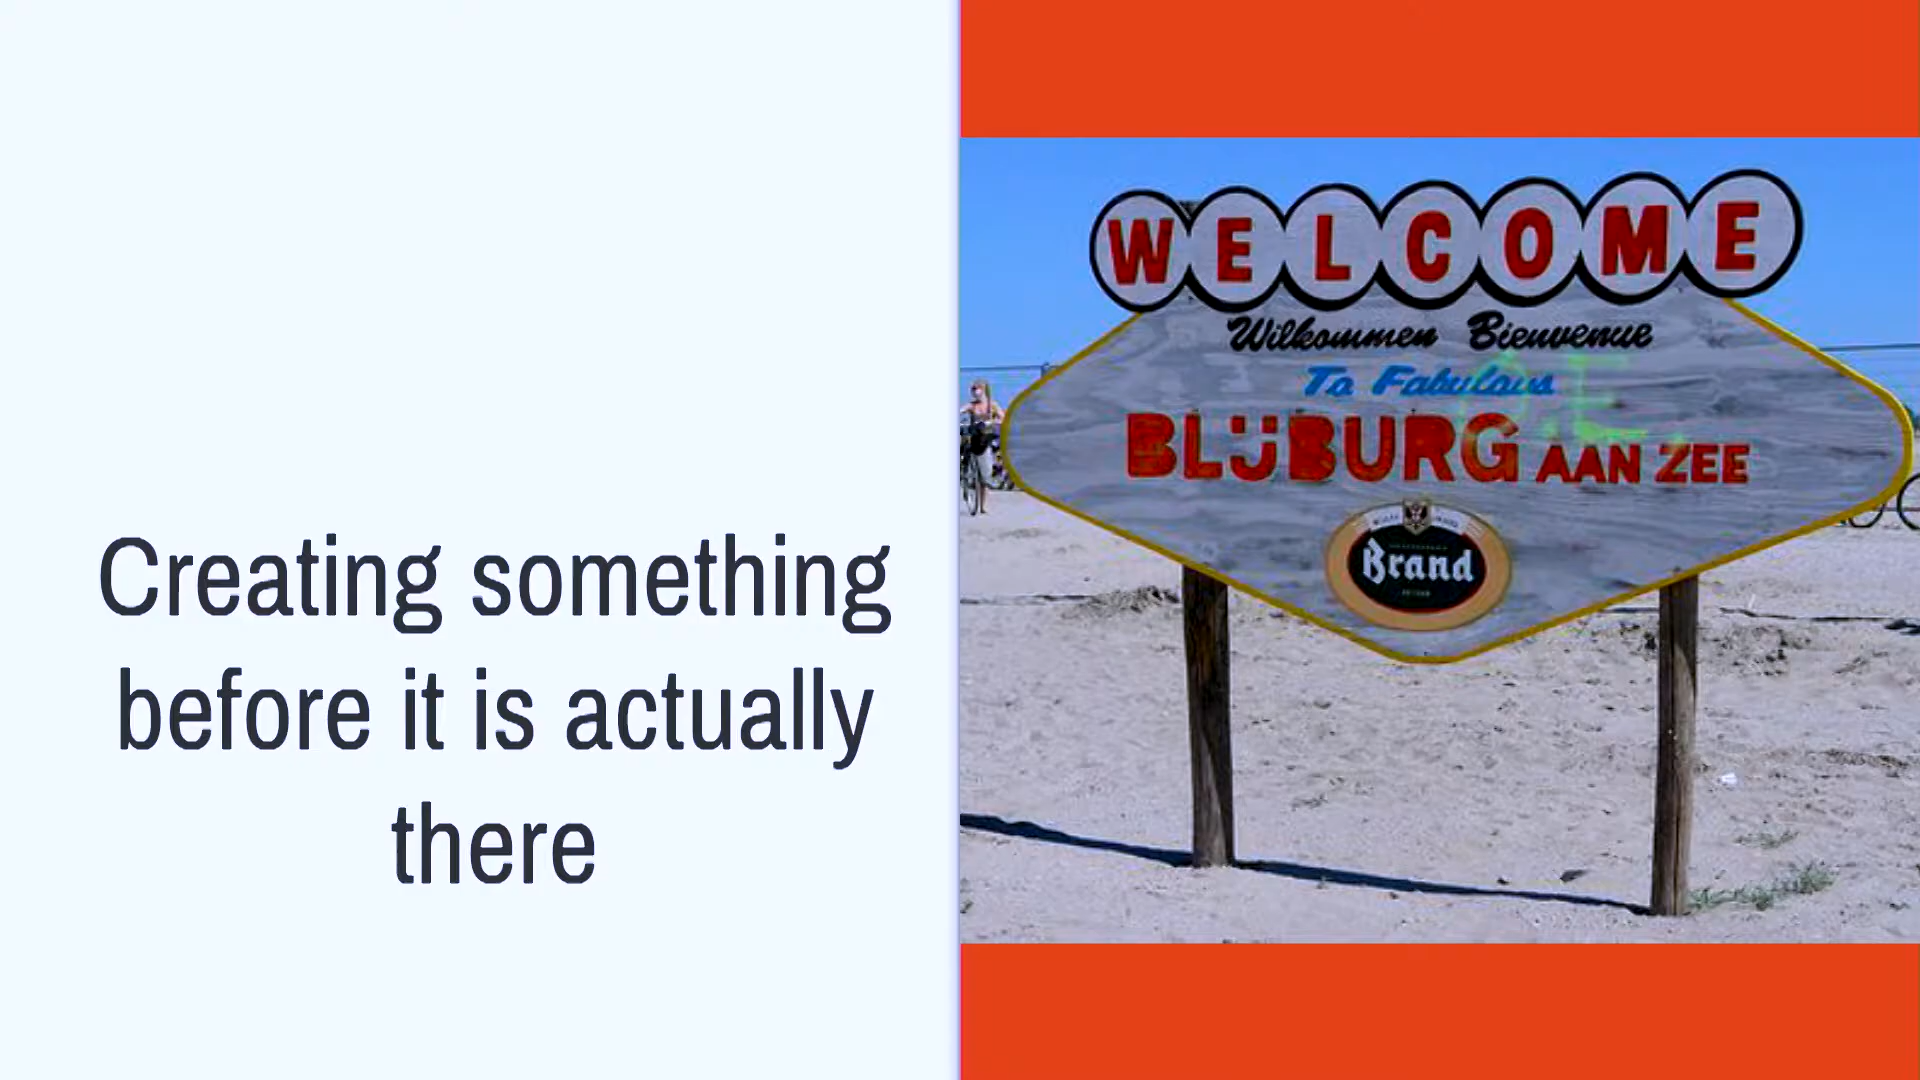 Creating something
before it is actually
there
WELCOME
Wilkommen Bienvenue
To Fabulous
BLIJBURG AAN ZEE
Brand